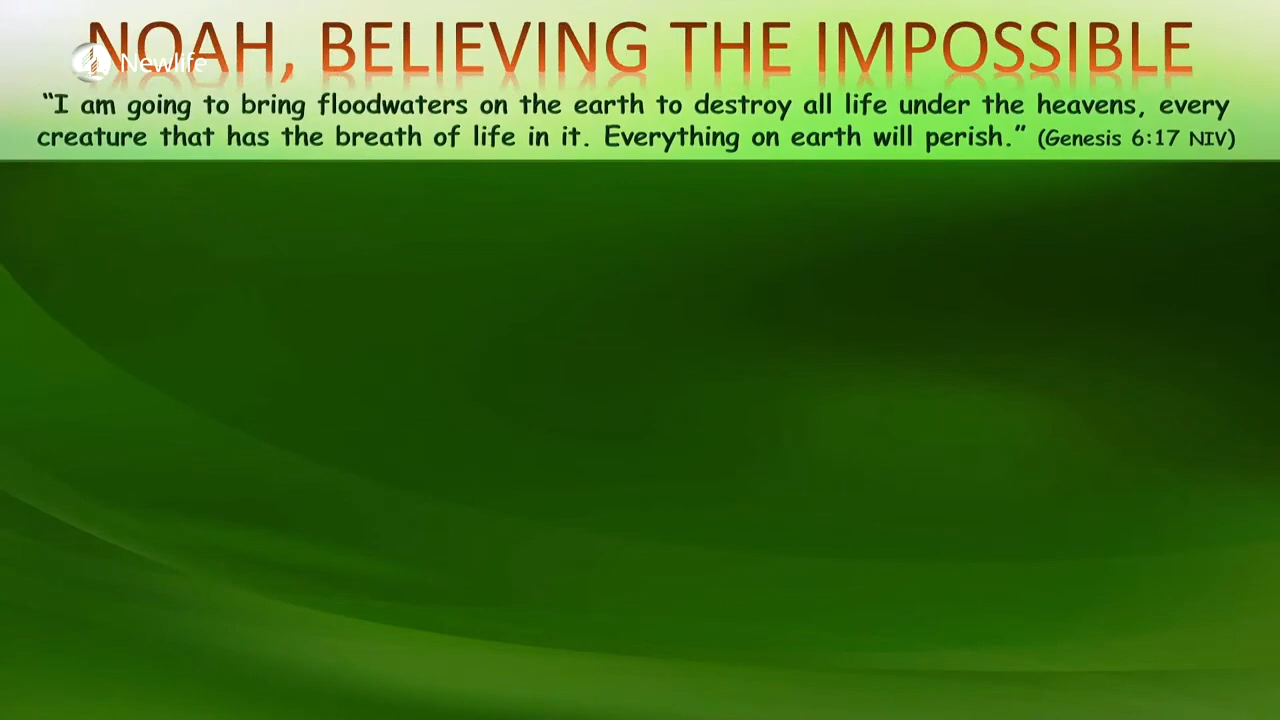 NOAH, BELIEVING THE IMPOSSIBLE
Newlife
“I am going to bring floodwaters on the earth to destroy all life under the heavens, every
creature that has the breath of life in it. Everything on earth will perish.” (Genesis 6:17 NIV)